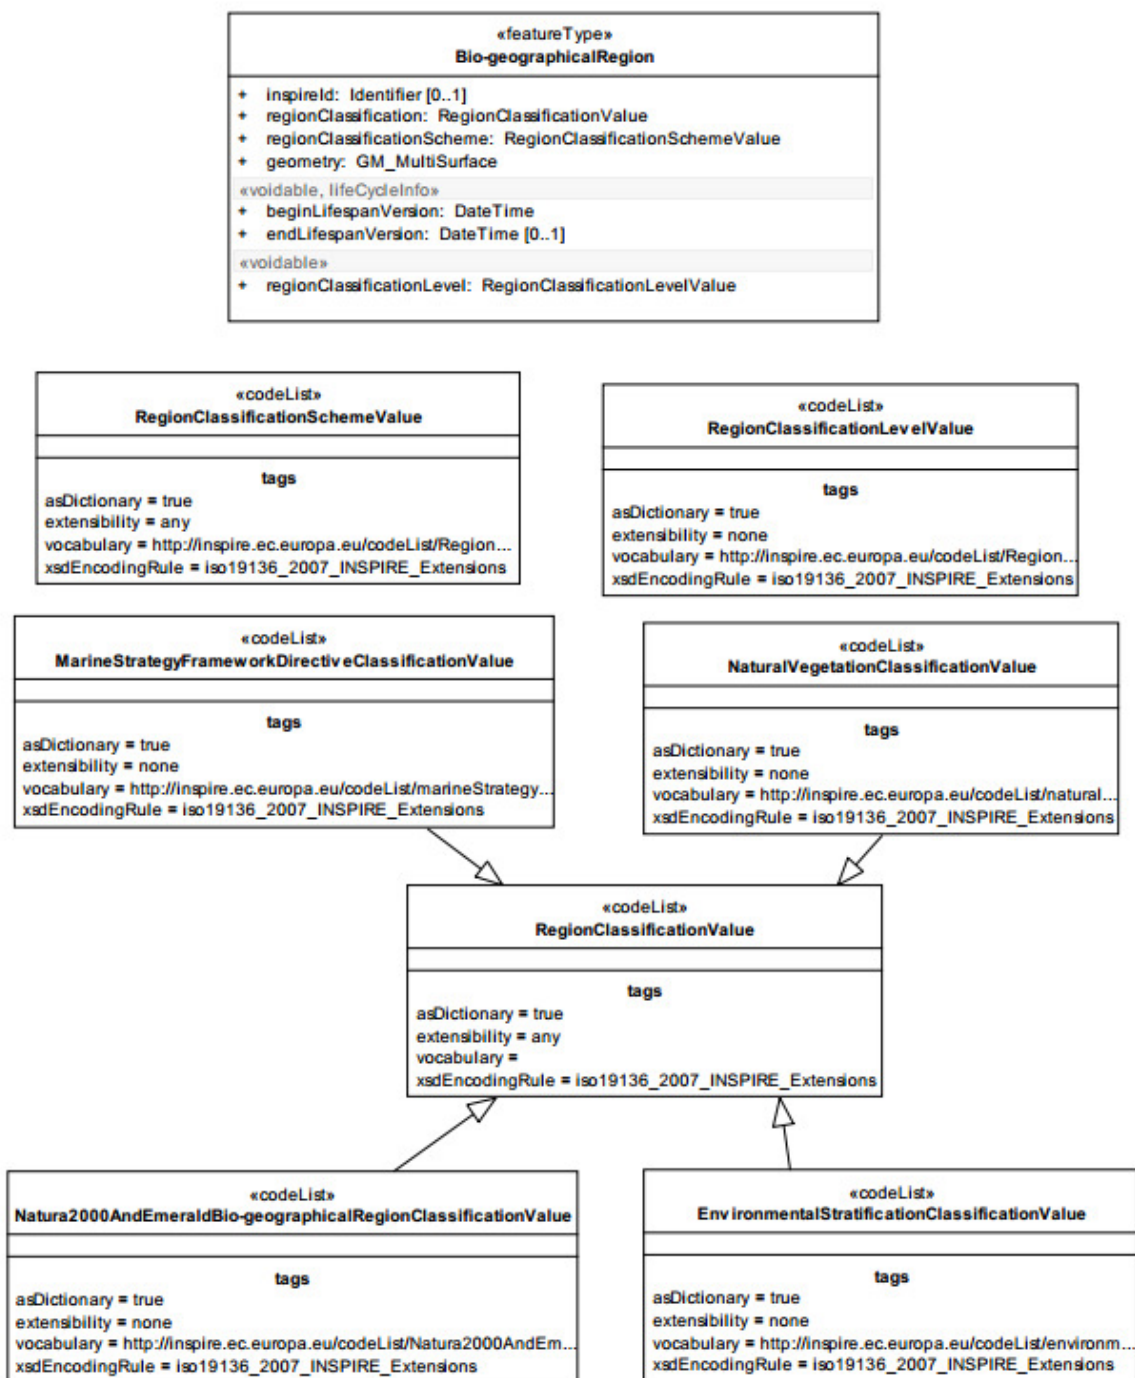 «featureType»
Bio-geographicalRegion
+ inspireId: Identifier [0..1]
+ regionClassification: RegionClassificationValue
+ regionClassificationScheme: RegionClassificationSchemeValue
+ geometry: GM_MultiSurface
«voidable, lifeCycleInfo»
+ beginLifespanVersion: DateTime
+ endLifespanVersion: DateTime [0..1]
«voidable»
+ regionClassificationLevel: RegionClassificationLevelValue
«codeList»
RegionClassificationSchemeValue
tags
asDictionary = true
extensibility = any
vocabulary = http://inspire.ec.europa.eu/codeList/Region...
xsdEncodingRule = iso19136_2007_INSPIRE_Extensions
«codeList»
RegionClassificationLevelValue
tags
asDictionary = true
extensibility = none
vocabulary = http://inspire.ec.europa.eu/codeList/Region...
xsdEncodingRule = iso19136_2007_INSPIRE_Extensions
«codeList»
MarineStrategyFrameworkDirectiveClassificationValue
tags
asDictionary = true
extensibility = none
vocabulary = http://inspire.ec.europa.eu/codeList/marineStrategy...
xsdEncodingRule = iso19136_2007_INSPIRE_Extensions
«codeList»
NaturalVegetationClassificationValue
tags
asDictionary = true
extensibility = none
vocabulary = http://inspire.ec.europa.eu/codeList/natural...
xsdEncodingRule = iso19136_2007_INSPIRE_Extensions
«codeList»
RegionClassificationValue
tags
asDictionary = true
extensibility = any
vocabulary =
xsdEncodingRule = iso19136_2007_INSPIRE_Extensions
«codeList»
Natura2000AndEmeraldBio-geographicalRegionClassificationValue
tags
asDictionary = true
extensibility = none
vocabulary = http://inspire.ec.europa.eu/codeList/Natura2000AndEm...
xsdEncodingRule = iso19136_2007_INSPIRE_Extensions
«codeList»
EnvironmentalStratificationClassificationValue
tags
asDictionary = true
extensibility = none
vocabulary = http://inspire.ec.europa.eu/codeList/environm...
xsdEncodingRule = iso19136_2007_INSPIRE_Extensions